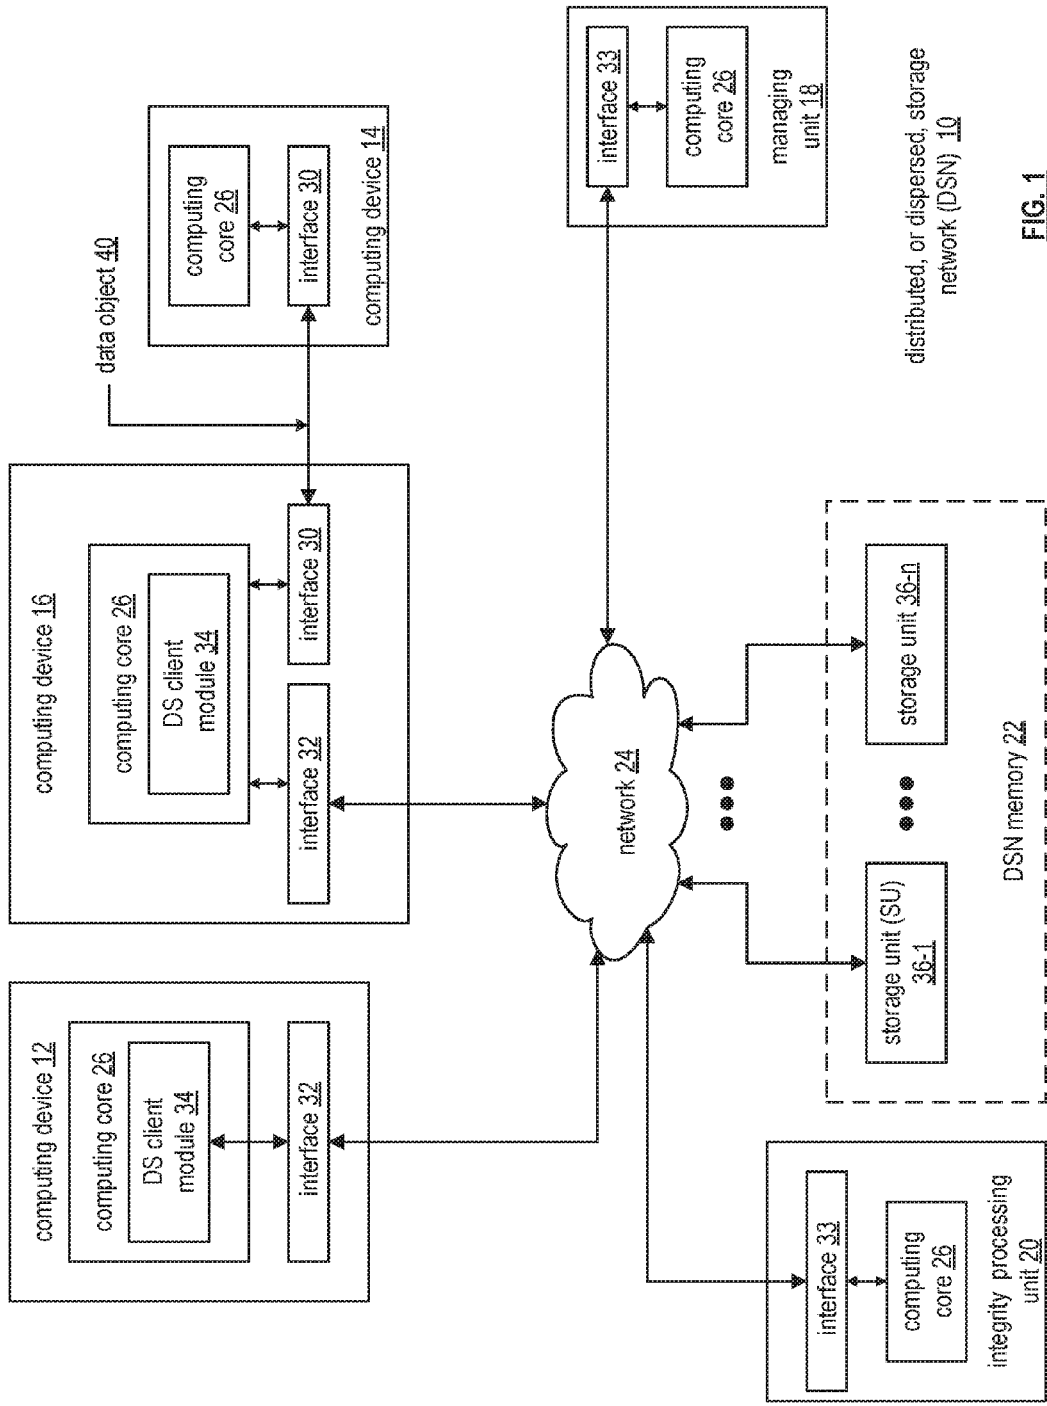 computing device 12
computing core 26
DS client
module 34
interface 32
computing device 16
computing core 26
DS client
module 34
interface 32
interface 30
data object 40
computing
core 26
interface 30
computing device 14
network 24
interface 33
computing
core 26
managing
unit 18
interface 33
computing
core 26
integrity processing
unit 20
storage unit (SU)
36-1
storage unit 36-n
DSN memory 22
distributed, or dispersed, storage
network (DSN) 10
FIG. 1